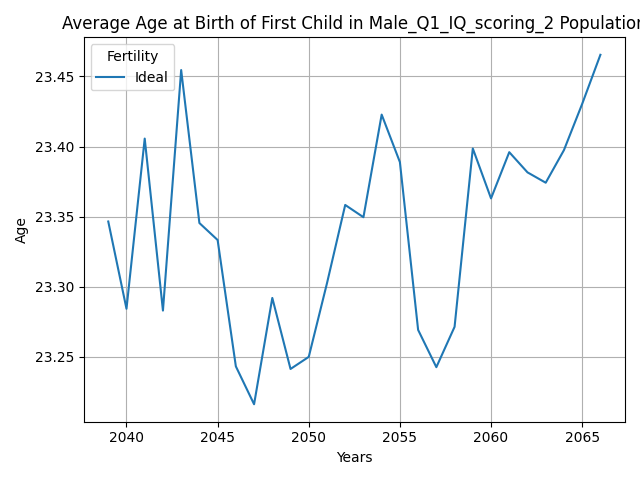 Average Age at Birth of First Child in Male_Q1_IQ_scoring_2 Population
Fertility
Ideal
23.45
23.40
23.35
23.30
23.25
Age
2040 2045 2050 2055 2060 2065
Years